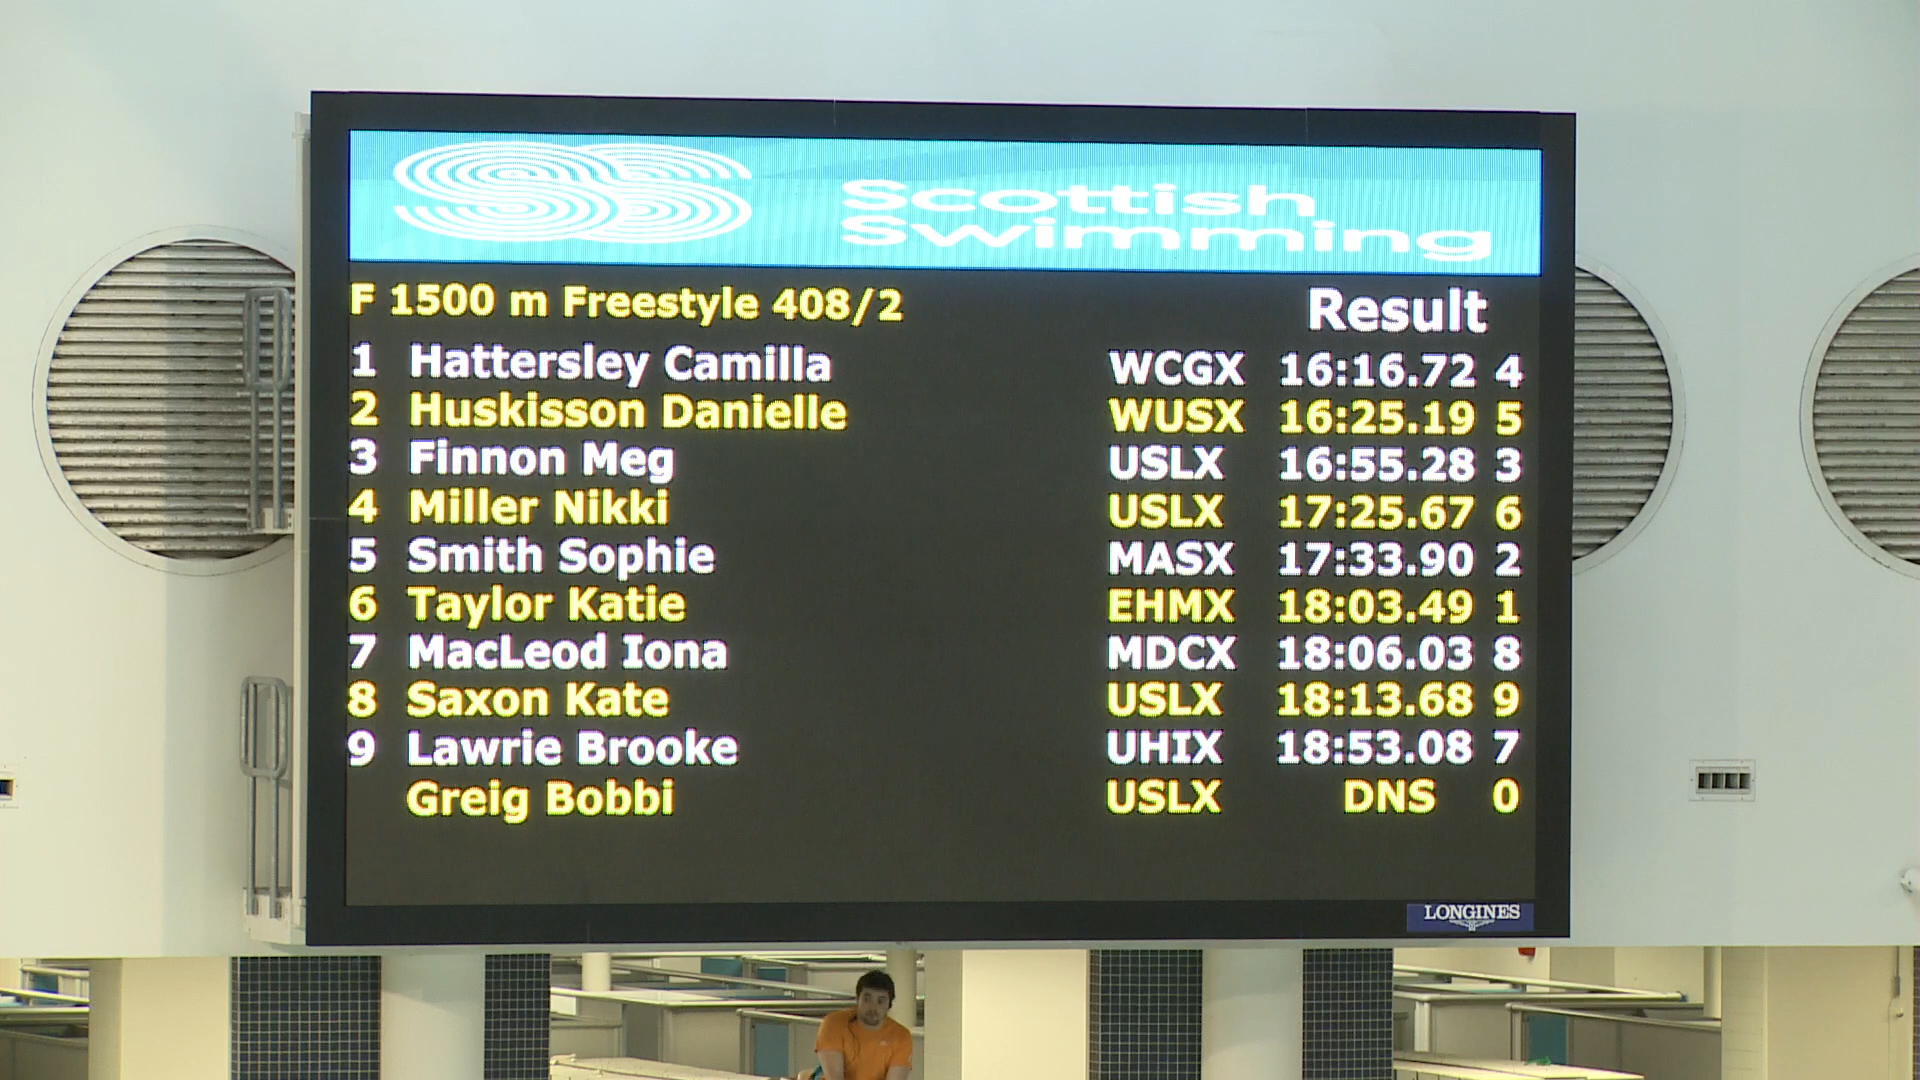 Scottish
Swimming
F 1500 m Freestyle 408/2 Result
1 Hattersley Camilla WCGX 16:16.72 4
2 Huskisson Danielle WUSX 16:25.19 5
3 Finnon Meg USLX 16:55.28 3
4 Miller Nikki USLX 17:25.67 6
5 Smith Sophie MASX 17:33.90 2
6 Taylor Katie EHMX 18:03.49 1
7 MacLeod Iona MDCX 18:06.03 8
8 Saxon Kate USLX 18:13.68 9
9 Lawrie Brooke UHIX 18:53.08 7
Greig Bobbi USLX DNS 0
LONGINES